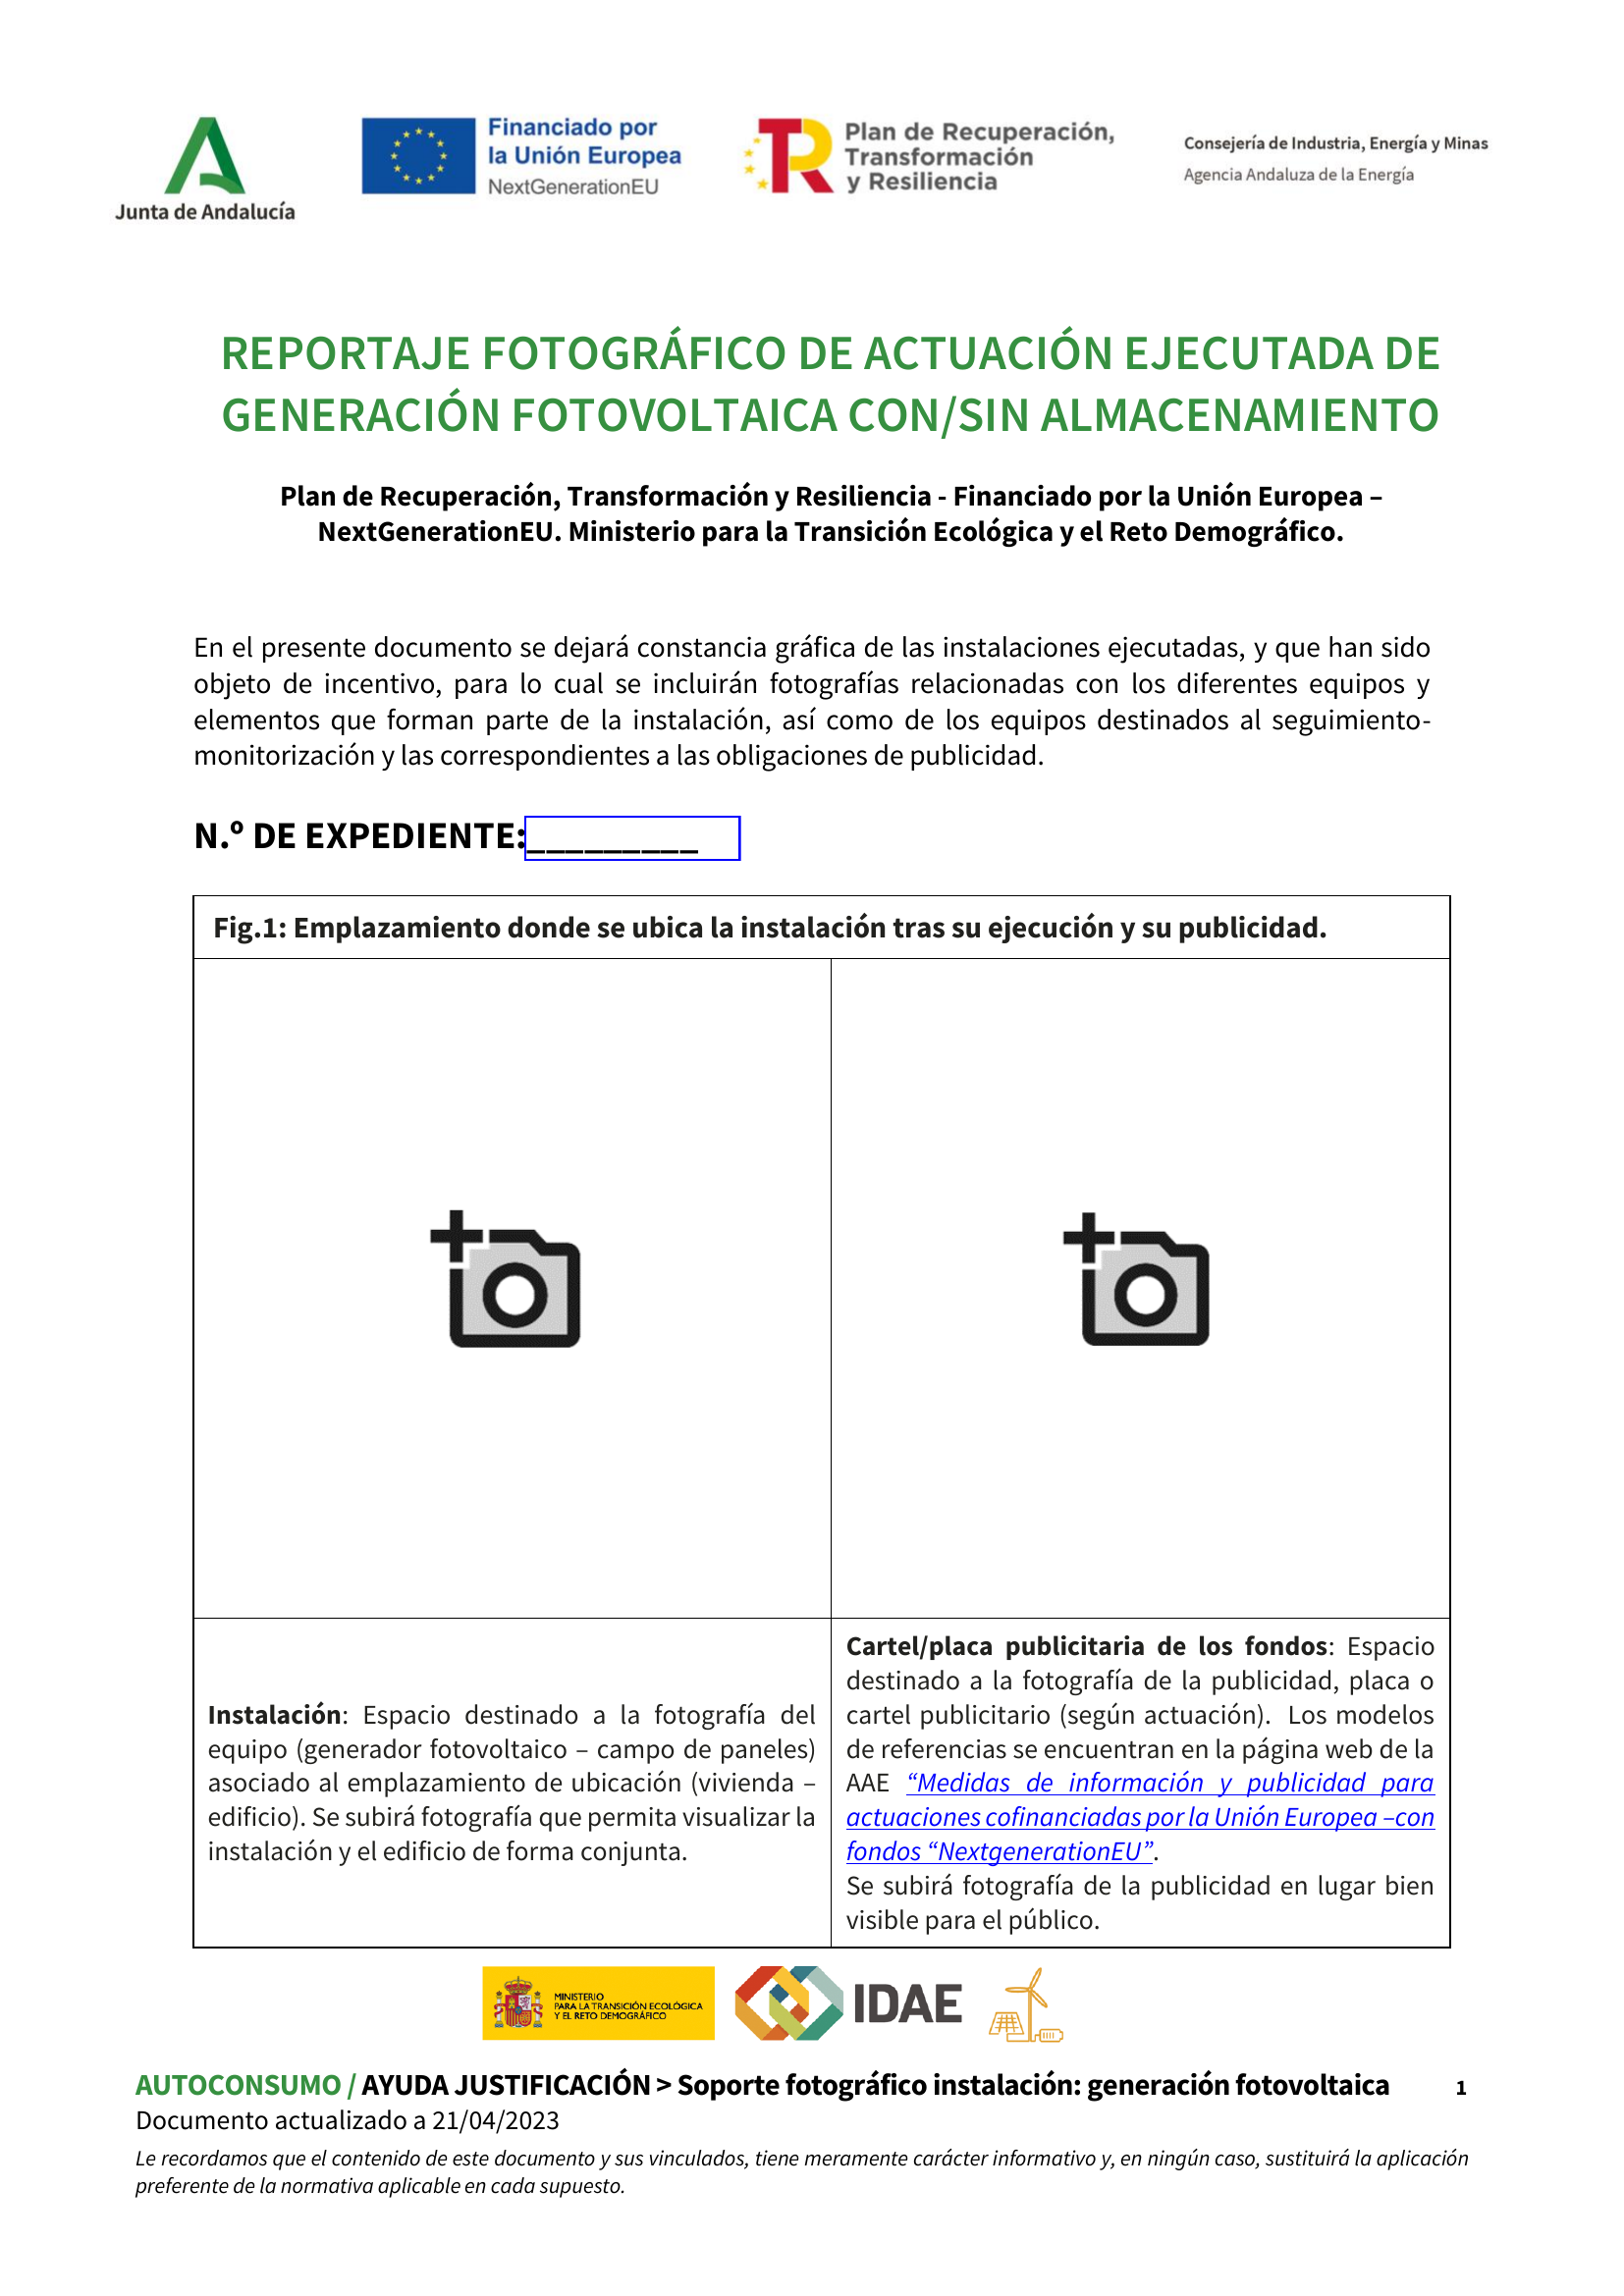 Junta de Andalucía
Financiado por
la Unión Europea
NextGenerationEU
Plan de Recuperación,
Transformación
y Resiliencia
Consejería de Industria, Energía y Minas
Agencia Andaluza de la Energía
REPORTAJE FOTOGRÁFICO DE ACTUACIÓN EJECUTADA DE
GENERACIÓN FOTOVOLTAICA CON/SIN ALMACENAMIENTO
Plan de Recuperación, Transformación y Resiliencia - Financiado por la Unión Europea –
NextGenerationEU. Ministerio para la Transición Ecológica y el Reto Demográfico.
En el presente documento se dejará constancia gráfica de las instalaciones ejecutadas, y que han sido
objeto de incentivo, para lo cual se incluirán fotografías relacionadas con los diferentes equipos y
elementos que forman parte de la instalación, así como de los equipos destinados al seguimiento-
monitorización y las correspondientes a las obligaciones de publicidad.
N.º DE EXPEDIENTE:_________
Fig.1: Emplazamiento donde se ubica la instalación tras su ejecución y su publicidad.
Instalación: Espacio destinado a la fotografía del
equipo (generador fotovoltaico – campo de paneles)
asociado al emplazamiento de ubicación (vivienda –
edificio). Se subirá fotografía que permita visualizar la
instalación y el edificio de forma conjunta.
Cartel/placa publicitaria de los fondos: Espacio
destinado a la fotografía de la publicidad, placa o
cartel publicitario (según actuación). Los modelos
de referencias se encuentran en la página web de la
AAE “Medidas de información y publicidad para
actuaciones cofinanciadas por la Unión Europea –con
fondos “NextgenerationEU”.
Se subirá fotografía de la publicidad en lugar bien
visible para el público.
MINISTERIO
PARA LA TRANSICIÓN ECOLÓGICA
Y EL RETO DEMOGRÁFICO
IDAE
AUTOCONSUMO / AYUDA JUSTIFICACIÓN > Soporte fotográfico instalación: generación fotovoltaica 1
Documento actualizado a 21/04/2023
Le recordamos que el contenido de este documento y sus vinculados, tiene meramente carácter informativo y, en ningún caso, sustituirá la aplicación
preferente de la normativa aplicable en cada supuesto.